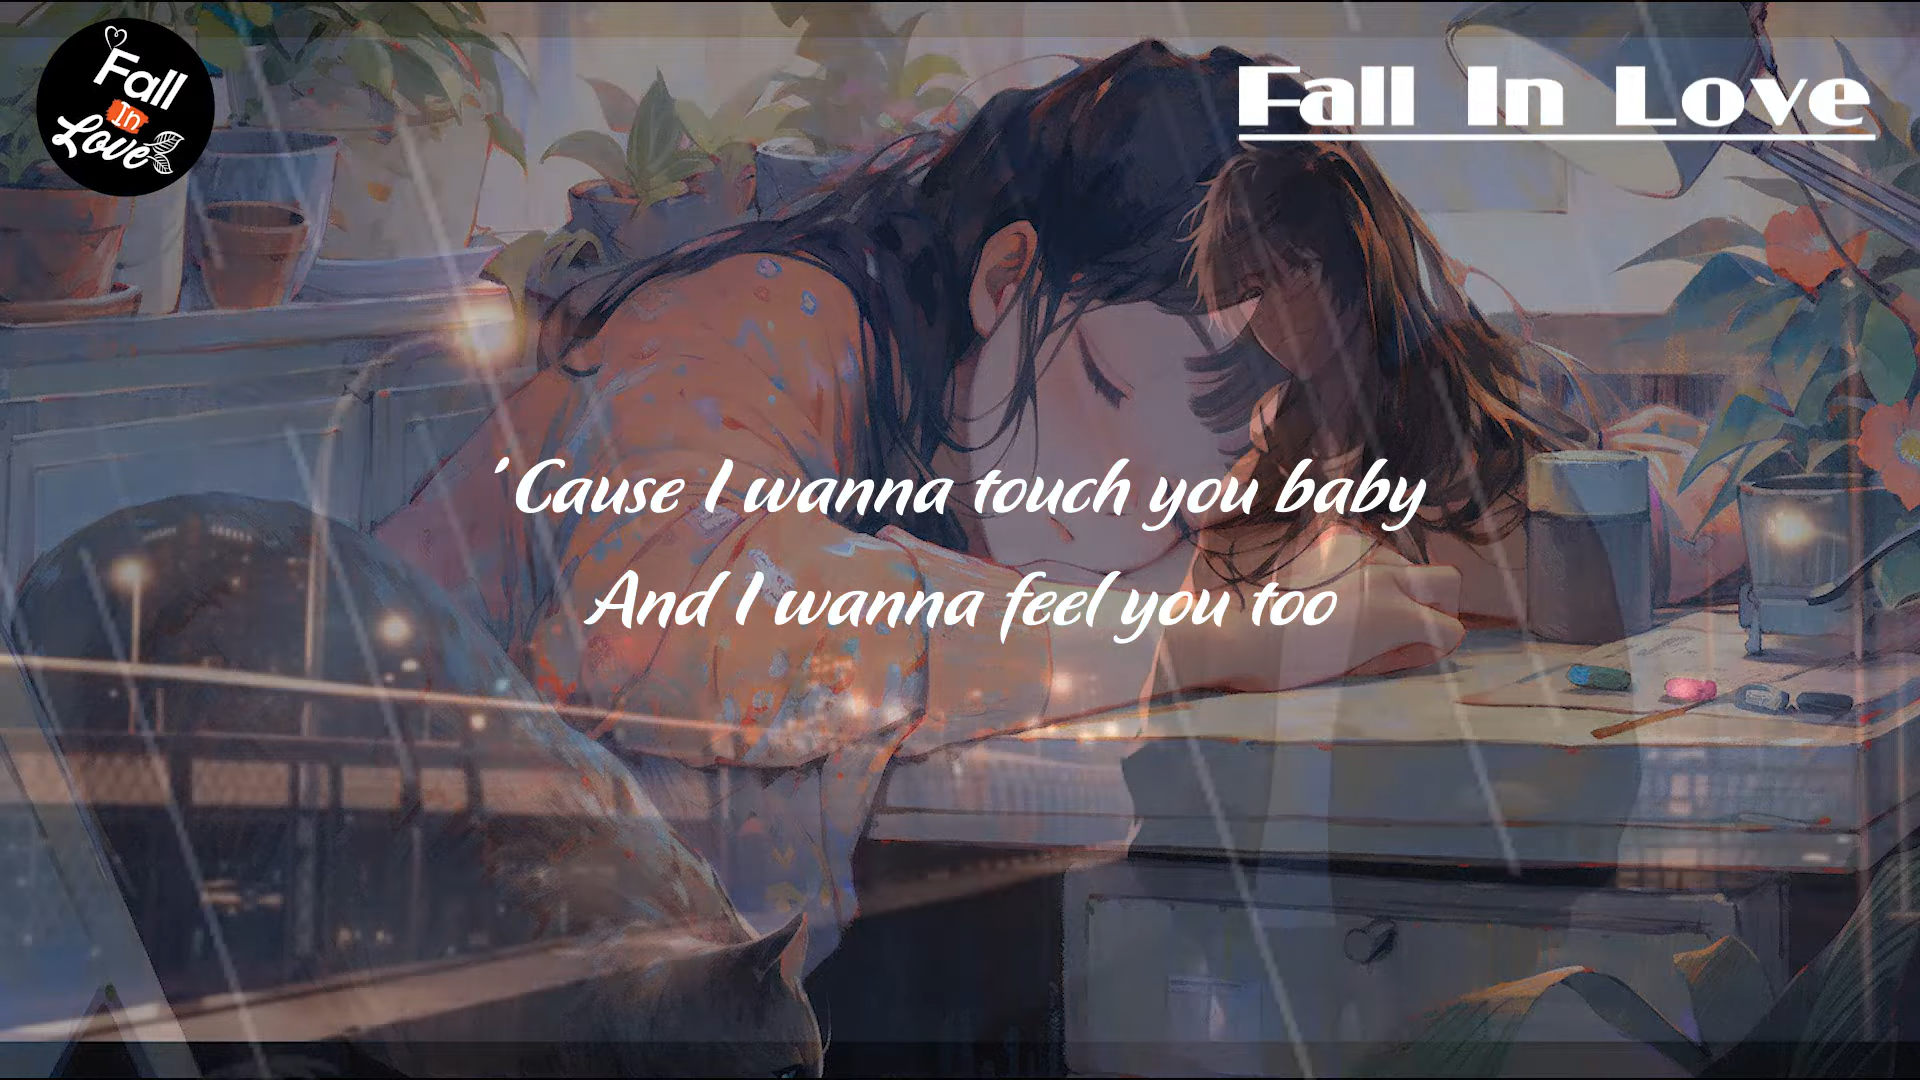 Fall
In
Love
Fall In Love
'Cause I wanna touch you baby
And I wanna feel you too